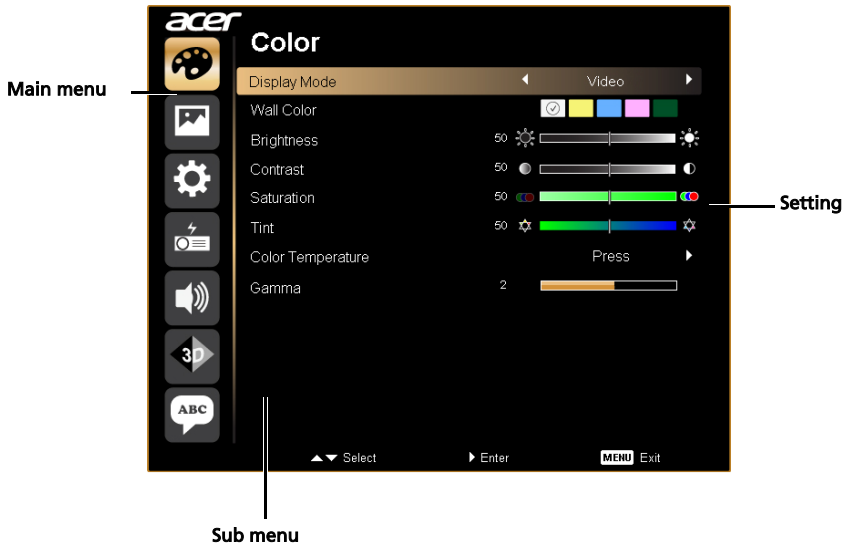 acer
Color
Main menu
Display Mode Video
Wall Color
Brightness 50
Contrast 50
Saturation 50
Setting
Tint 50
Color Temperature Press
Gamma 2
3D
ABC
Select Enter MENU Exit
Sub menu